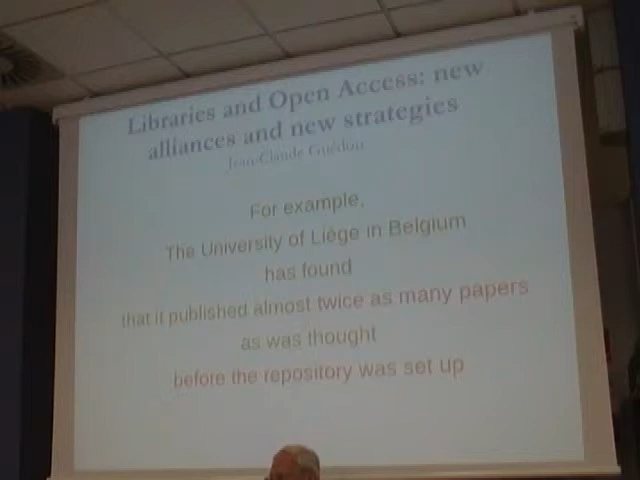 Libraries and Open Access: new
alliances and new strategies
Jean-Claude Guédon
For example,
The University of Liège in Belgium
has found
that it published almost twice as many papers
as was thought
before the repository was set up